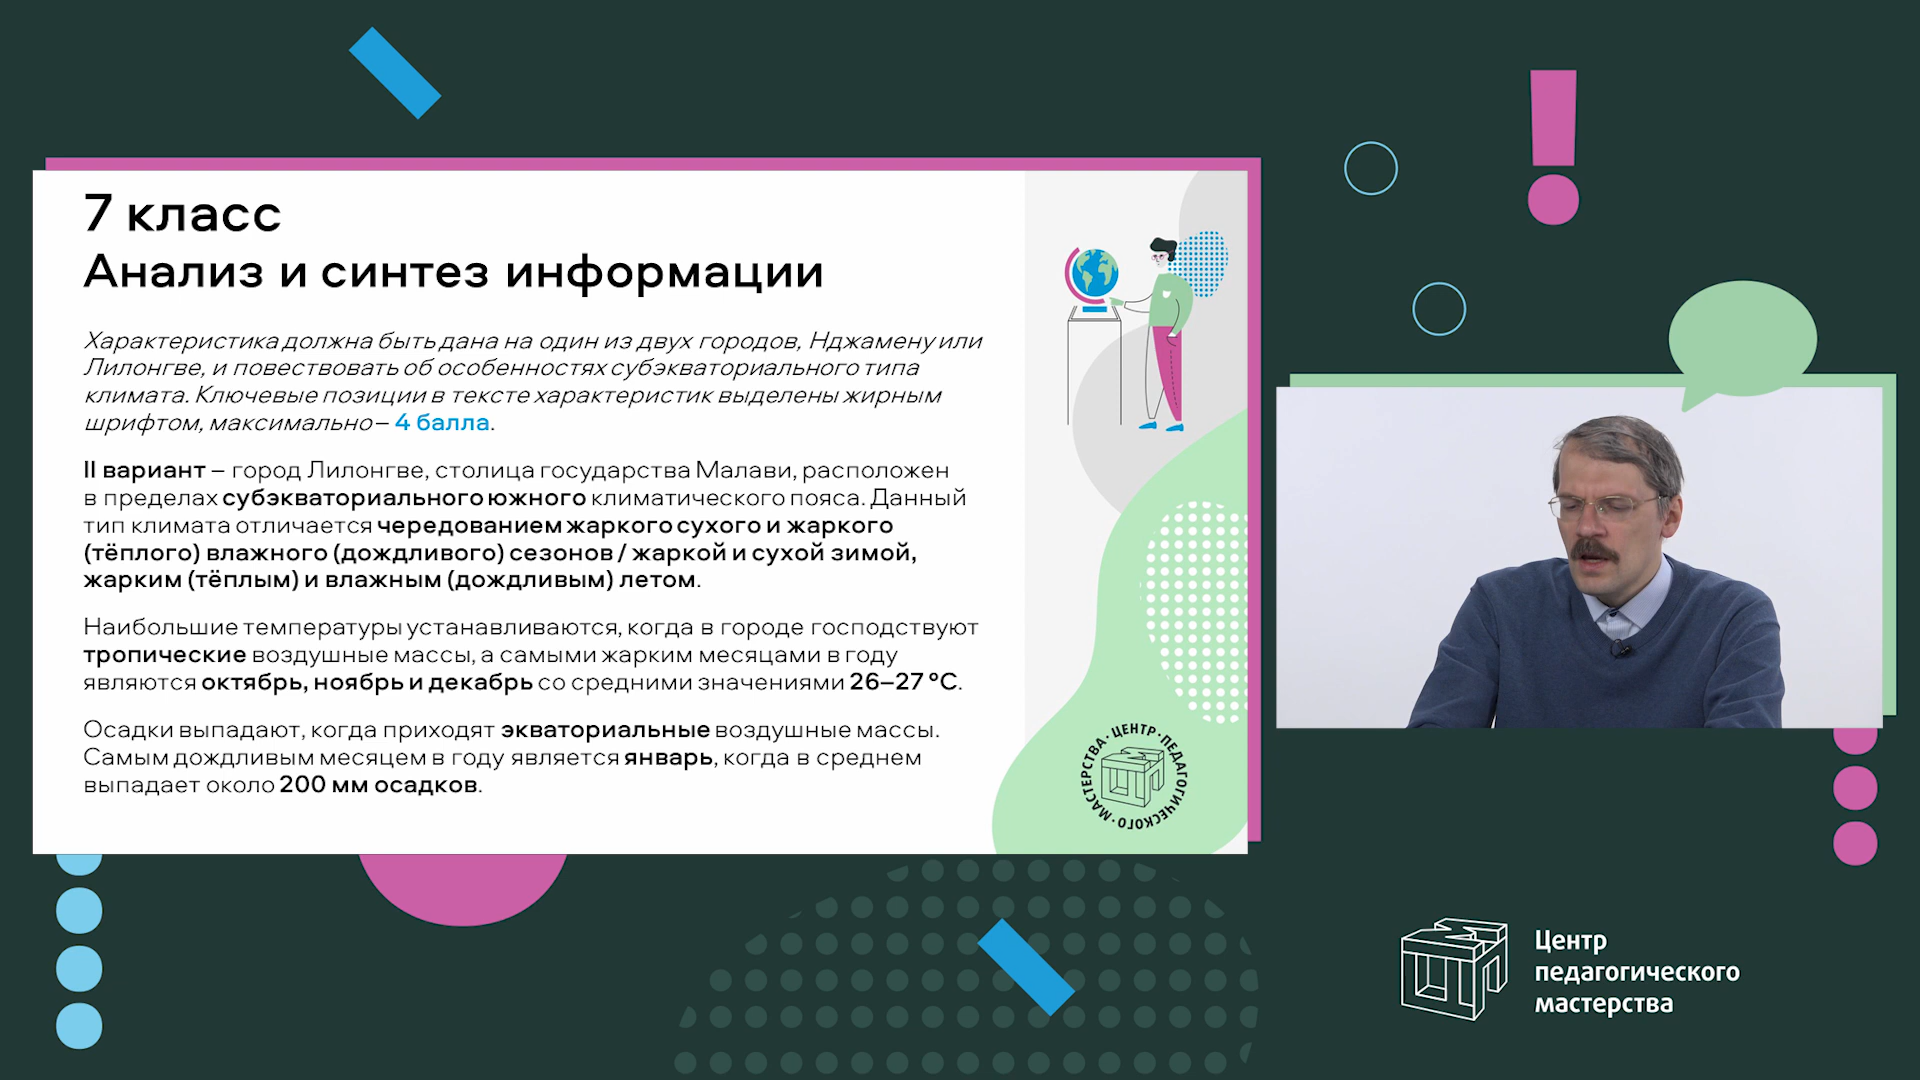 7 класс
Анализ и синтез информации
Характеристика должна быть дана на один из двух городов, Нджамену или
Лилонгве, и повествовать об особенностях субэкваториального типа
климата. Ключевые позиции в тексте характеристик выделены жирным
шрифтом, максимально – 4 балла.
II вариант – город Лилонгве, столица государства Малави, расположен
в пределах субэкваториального южного климатического пояса. Данный
тип климата отличается чередованием жаркого сухого и жаркого
(тёплого) влажного (дождливого) сезонов / жаркой и сухой зимой,
жарким (тёплым) и влажным (дождливым) летом.
Наибольшие температуры устанавливаются, когда в городе господствуют
тропические воздушные массы, а самыми жарким месяцами в году
являются октябрь, ноябрь и декабрь со средними значениями 26–27 °С.
Осадки выпадают, когда приходят экваториальные воздушные массы.
Самым дождливым месяцем в году является январь, когда в среднем
выпадает около 200 мм осадков.
ЦЕНТР · ПЕДАГОГИЧЕСКОГО · МАСТЕРСТВА ·
Центр
педагогического
мастерства